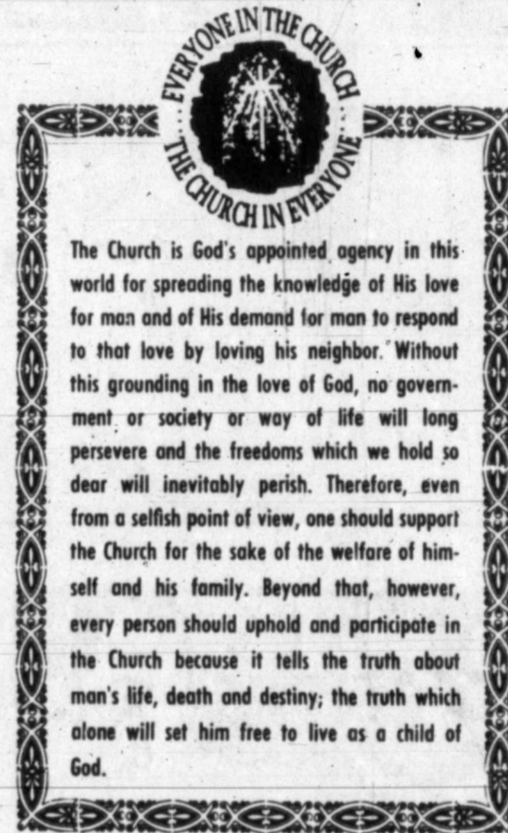 EVERYONE IN THE CHURCH
THE CHURCH IN EVERYONE
The Church is God's appointed agency in this
world for spreading the knowledge of His love
for man and of His demand for man to respond
to that love by loving his neighbor. Without
this grounding in the love of God, no govern-
ment or society or way of life will long
persevere and the freedoms which we hold so
dear will inevitably perish. Therefore, even
from a selfish point of view, one should support
the Church for the sake of the welfare of him-
self and his family. Beyond that, however,
every person should uphold and participate in
the Church because it tells the truth about
man's life, death and destiny; the truth which
alone will set him free to live as a child of
God.